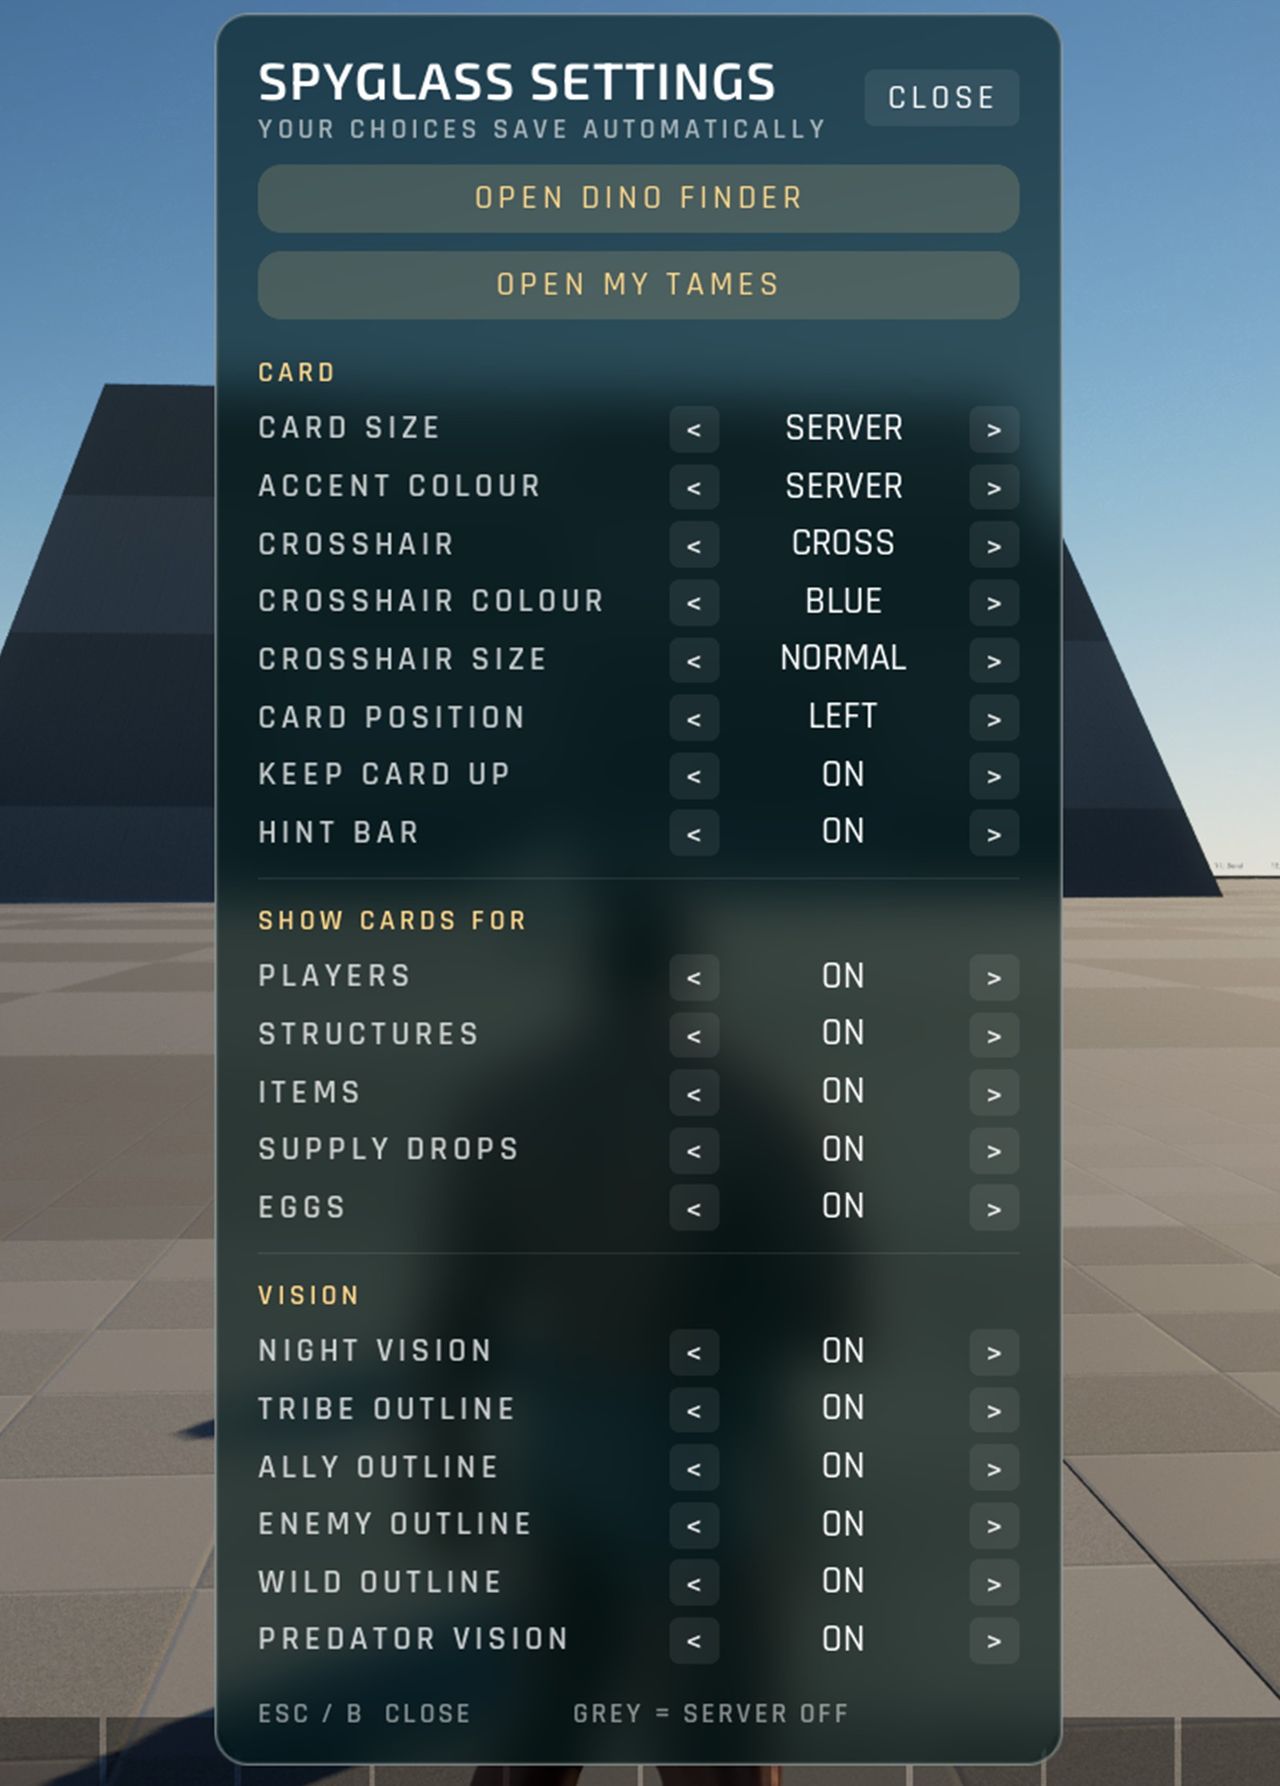 SPYGLASS SETTINGS
CLOSE
YOUR CHOICES SAVE AUTOMATICALLY
OPEN DINO FINDER
OPEN MY TAMES
CARD
CARD SIZE < SERVER >
ACCENT COLOUR < SERVER >
CROSSHAIR < CROSS >
CROSSHAIR COLOUR < BLUE >
CROSSHAIR SIZE < NORMAL >
CARD POSITION < LEFT >
KEEP CARD UP < ON >
HINT BAR < ON >
SHOW CARDS FOR
PLAYERS < ON >
STRUCTURES < ON >
ITEMS < ON >
SUPPLY DROPS < ON >
EGGS < ON >
VISION
NIGHT VISION < ON >
TRIBE OUTLINE < ON >
ALLY OUTLINE < ON >
ENEMY OUTLINE < ON >
WILD OUTLINE < ON >
PREDATOR VISION < ON >
ESC / B CLOSE GREY = SERVER OFF